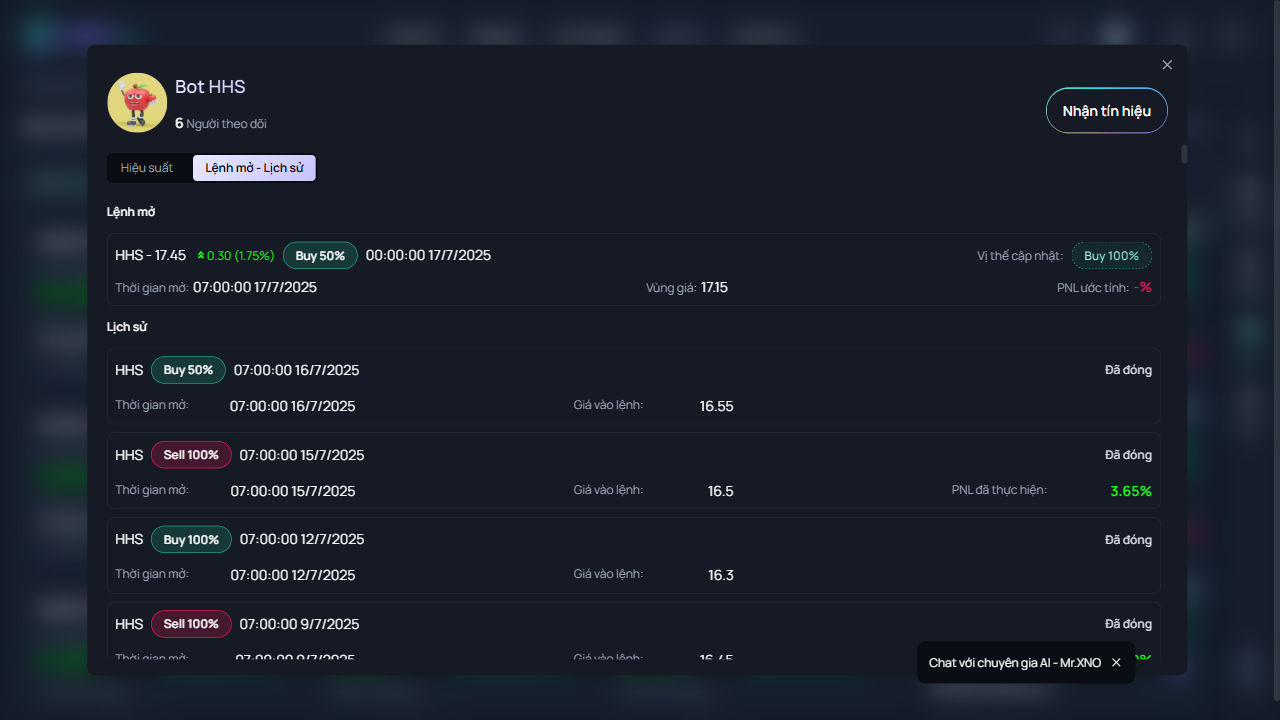 Bot HHS
6 Người theo dõi
Nhận tín hiệu
Hiệu suất
Lệnh mở - Lịch sử
Lệnh mở
HHS - 17.45 0.30 (1.75%) Buy 50% 00:00:00 17/7/2025 Vị thế cập nhật: Buy 100%
Thời gian mở: 07:00:00 17/7/2025 Vùng giá: 17.15 PNL ước tính: -%
Lịch sử
HHS Buy 50% 07:00:00 16/7/2025 Đã đóng
Thời gian mở: 07:00:00 16/7/2025 Giá vào lệnh: 16.55
HHS Sell 100% 07:00:00 15/7/2025 Đã đóng
Thời gian mở: 07:00:00 15/7/2025 Giá vào lệnh: 16.5 PNL đã thực hiện: 3.65%
HHS Buy 100% 07:00:00 12/7/2025 Đã đóng
Thời gian mở: 07:00:00 12/7/2025 Giá vào lệnh: 16.3
HHS Sell 100% 07:00:00 9/7/2025 Đã đóng
Thời gian mở: 07:00:00 9/7/2025 Giá vào lệnh: 16.45
Chat với chuyên gia AI - Mr.XNO